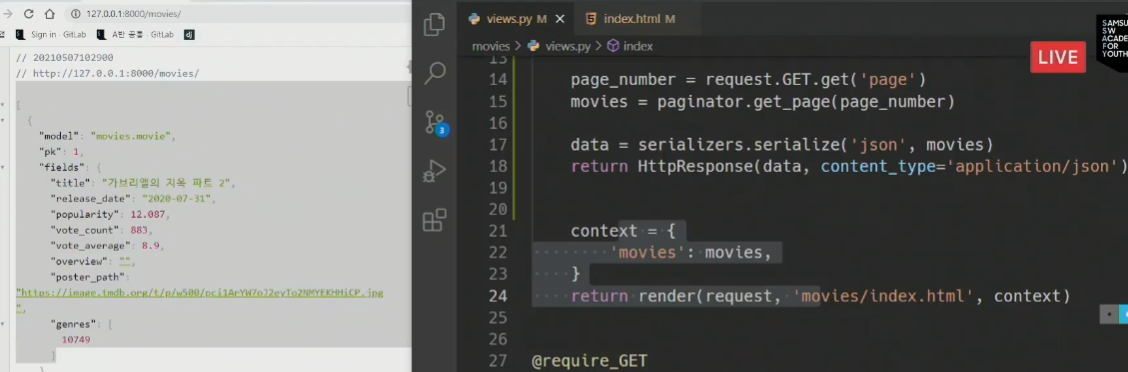 127.0.0.1:8000/movies/
Sign in · GitLab
A반 공통 · GitLab
dj
// 20210507102900
// http://127.0.0.1:8000/movies/
[
{
"model": "movies.movie",
"pk": 1,
"fields": {
"title": "가브리엘의 지옥 파트 2",
"release_date": "2020-07-31",
"popularity": 12.087,
"vote_count": 883,
"vote_average": 8.9,
"overview": "",
"poster_path":
"https://image.tmdb.org/t/p/w500/pci1ArYW7oJ2eyTo2NMYEKHHiCP.jpg
",
"genres": [
10749
]
}
views.py M
index.html M
movies > views.py > index
13
14 page_number = request.GET.get('page')
15 movies = paginator.get_page(page_number)
16
17 data = serializers.serialize('json', movies)
18 return HttpResponse(data, content_type='application/json')
19
20
21 context = {
22 'movies': movies,
23 }
24 return render(request, 'movies/index.html', context)
25
26
27 @require_GET
3
LIVE
SAMSU
SW
ACADE
FOR
YOUTH